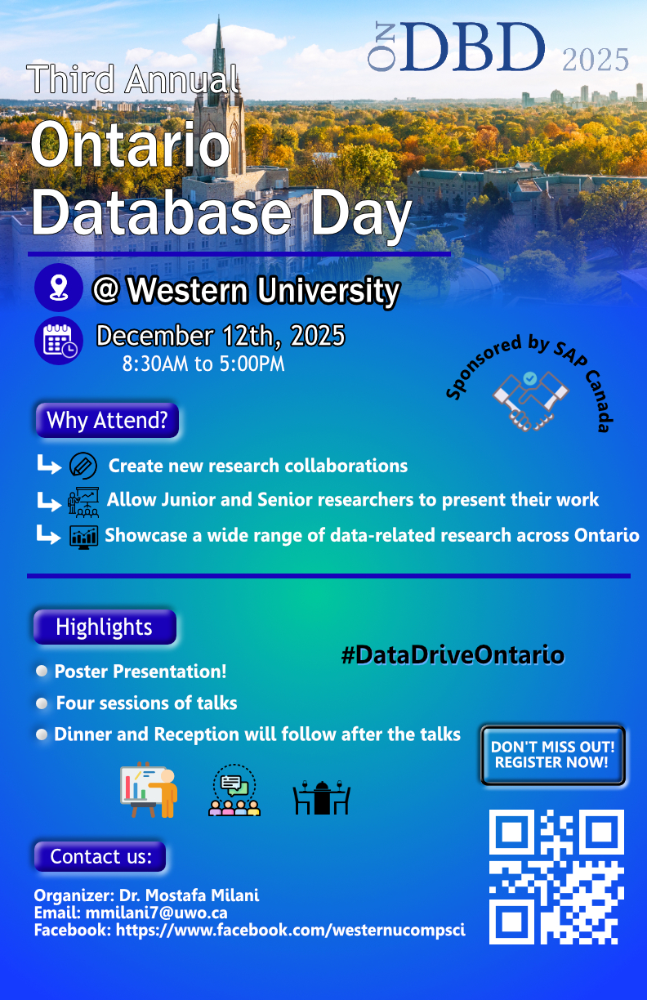 ON DBD 2025
Third Annual
Ontario
Database Day
@ Western University
December 12th, 2025
8:30AM to 5:00PM
Sponsored by SAP Canada
Why Attend?
Create new research collaborations
Allow Junior and Senior researchers to present their work
Showcase a wide range of data-related research across Ontario
Highlights
#DataDriveOntario
Poster Presentation!
Four sessions of talks
Dinner and Reception will follow after the talks
DON'T MISS OUT!
REGISTER NOW!
Contact us:
Organizer: Dr. Mostafa Milani
Email: mmilani7@uwo.ca
Facebook: https://www.facebook.com/westernucompsci